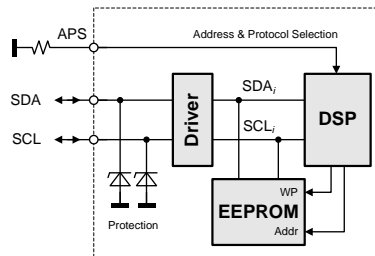 APS
Address & Protocol Selection
SDA
SCL
Driver
SDAi
SCLi
DSP
WP
EEPROM
Addr
Protection